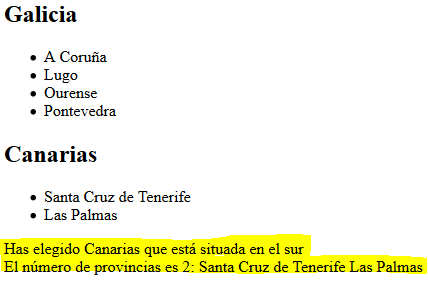 Galicia
A Coruña
Lugo
Ourense
Pontevedra
Canarias
Santa Cruz de Tenerife
Las Palmas
Has elegido Canarias que está situada en el sur
El número de provincias es 2: Santa Cruz de Tenerife Las Palmas